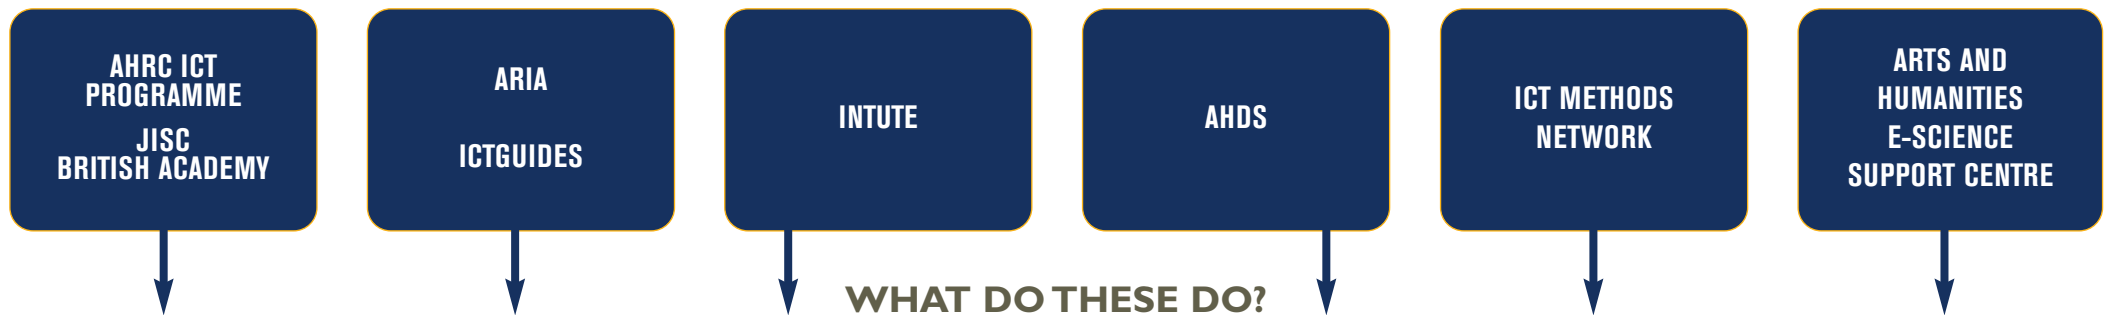 AHRC ICT
PROGRAMME
JISC
BRITISH ACADEMY
ARIA
ICTGUIDES
INTUTE
AHDS
ICT METHODS
NETWORK
ARTS AND
HUMANITIES
E-SCIENCE
SUPPORT CENTRE
WHAT DO THESE DO?